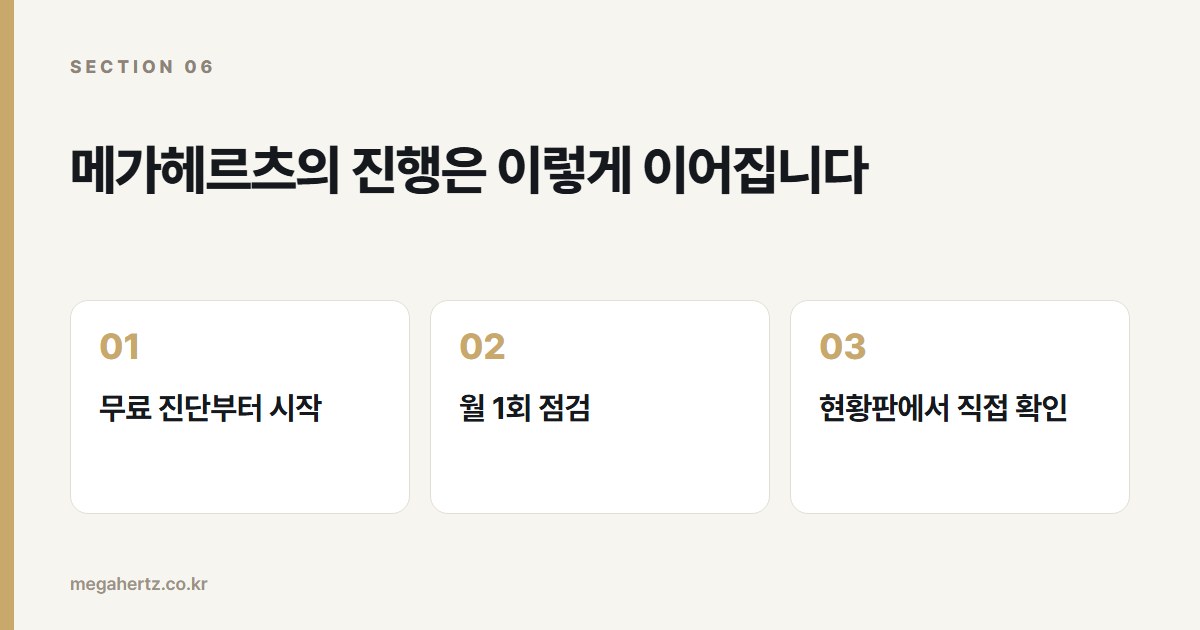 SECTION 06
메가헤르츠의 진행은 이렇게 이어집니다
01
무료 진단부터 시작
02
월 1회 점검
03
현황판에서 직접 확인
megahertz.co.kr